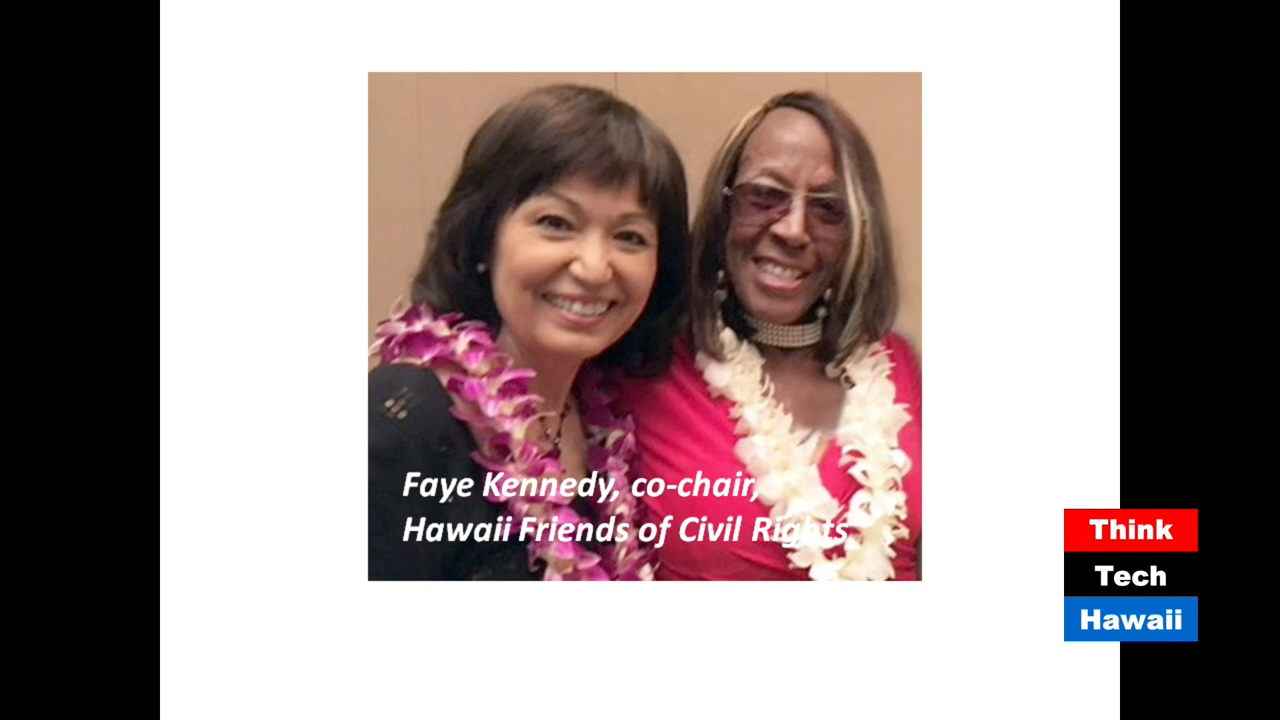 Faye Kennedy, co-chair,
Hawaii Friends of Civil Rights
Think
Tech
Hawaii